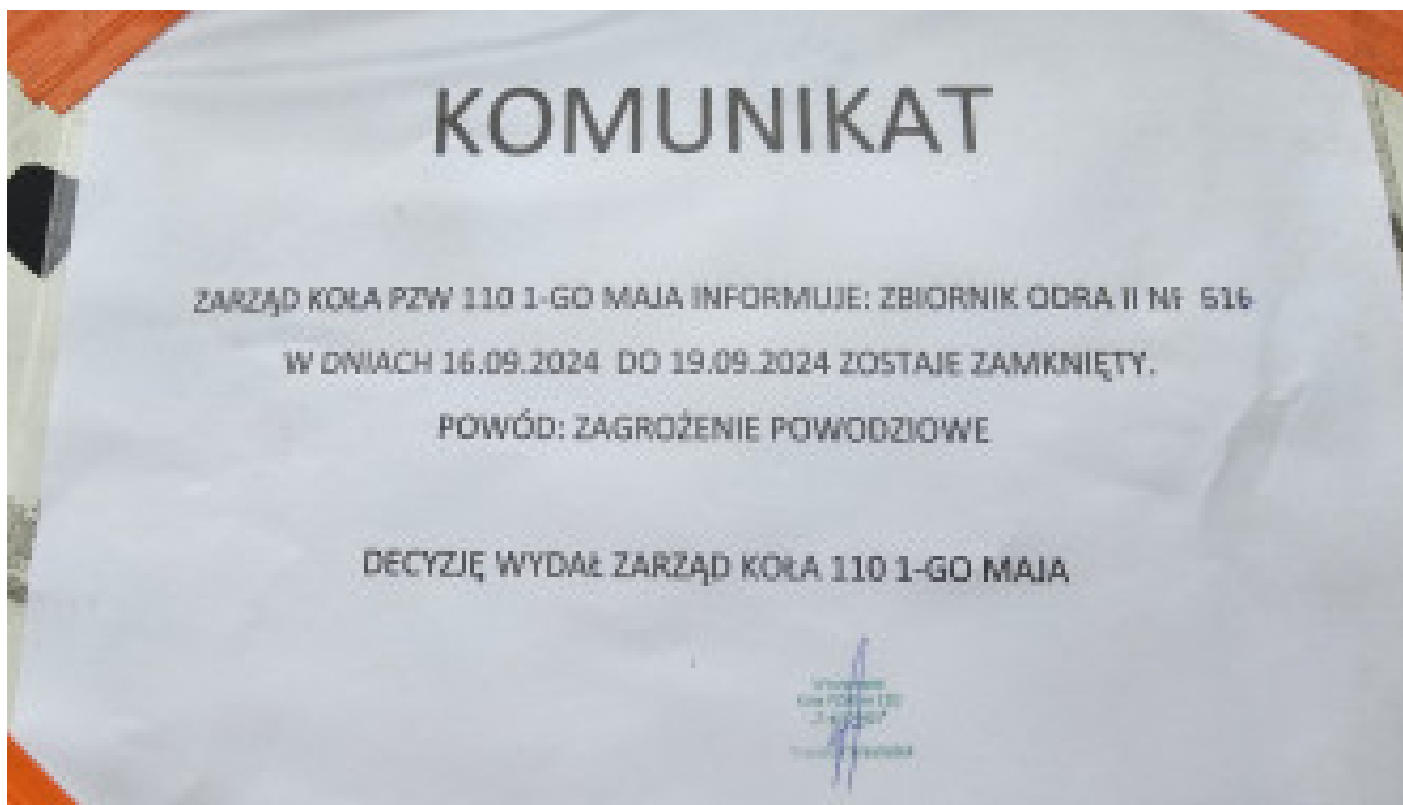 KOMUNIKAT
ZARZĄD KOŁA PZW 110 1-GO MAJA INFORMUJE: ZBIORNIK ODRA II NR 616
W DNIACH 16.09.2024 DO 19.09.2024 ZOSTAJE ZAMKNIĘTY.
POWÓD: ZAGROŻENIE POWODZIOWE
DECYZJĘ WYDAŁ ZARZĄD KOŁA 110 1-GO MAJA